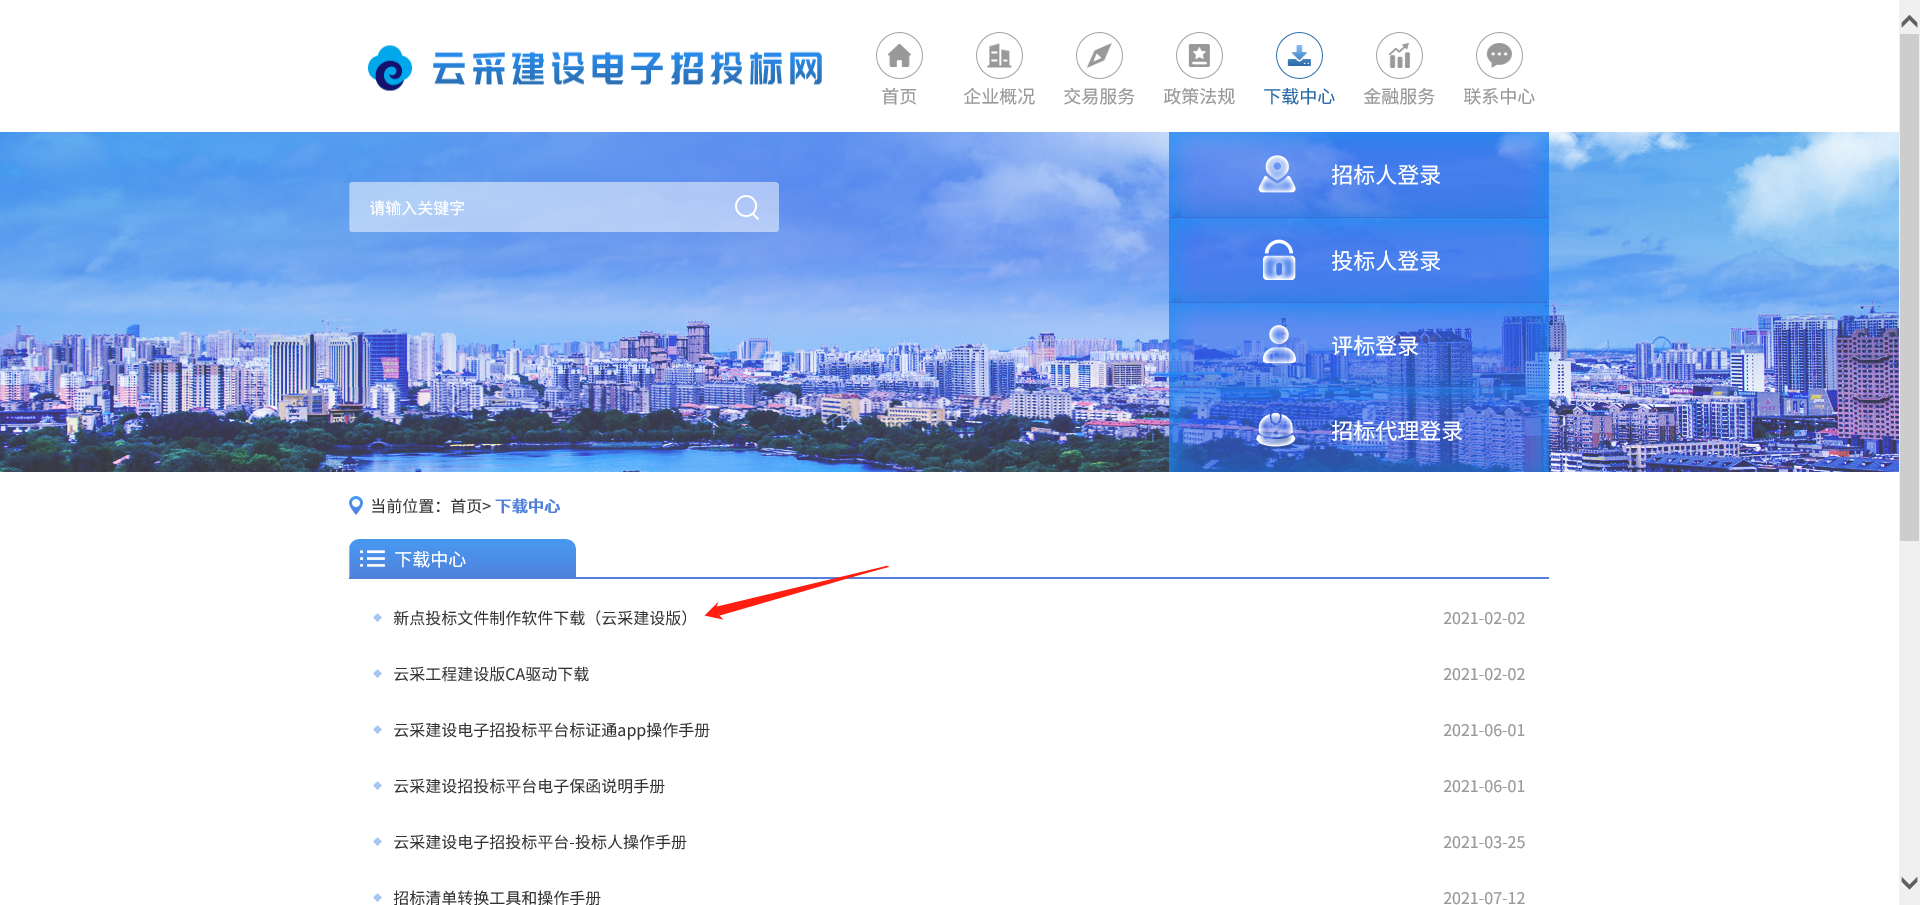 云采建设电子招投标网
首页
企业概况
交易服务
政策法规
下载中心
金融服务
联系中心
请输入关键字
招标人登录
投标人登录
评标登录
招标代理登录
当前位置：首页> 下载中心
下载中心
新点投标文件制作软件下载（云采建设版） 2021-02-02
云采工程建设版CA驱动下载 2021-02-02
云采建设电子招投标平台标证通app操作手册 2021-06-01
云采建设招投标平台电子保函说明手册 2021-06-01
云采建设电子招投标平台-投标人操作手册 2021-03-25
招标清单转换工具和操作手册 2021-07-12